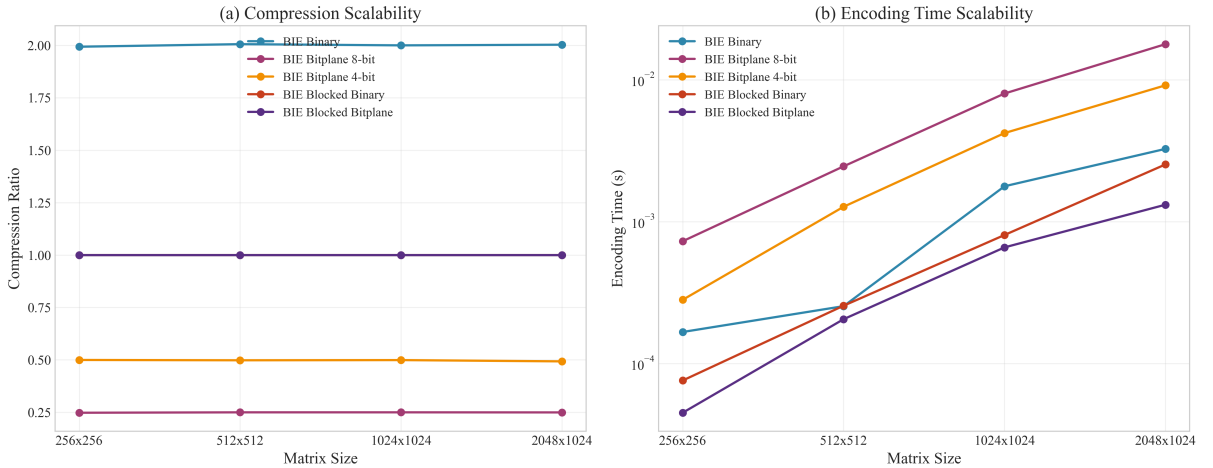 (a) Compression Scalability
Compression Ratio
2.00
1.75
1.50
1.25
1.00
0.75
0.50
0.25
BIE Binary
BIE Bitplane 8-bit
BIE Bitplane 4-bit
BIE Blocked Binary
BIE Blocked Bitplane
256x256
512x512
1024x1024
2048x1024
Matrix Size
(b) Encoding Time Scalability
Encoding Time (s)
10⁻²
10⁻³
10⁻⁴
BIE Binary
BIE Bitplane 8-bit
BIE Bitplane 4-bit
BIE Blocked Binary
BIE Blocked Bitplane
256x256
512x512
1024x1024
2048x1024
Matrix Size